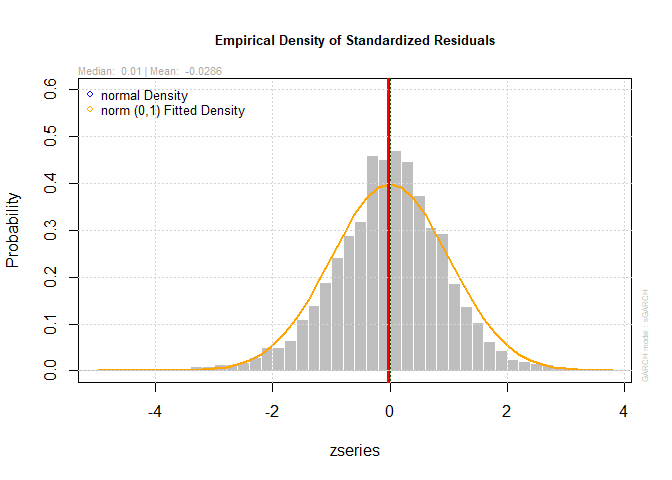 Empirical Density of Standardized Residuals
Median:  0.01 | Mean:  -0.0286
normal Density
norm (0,1) Fitted Density
Probability
0.6
0.5
0.4
0.3
0.2
0.1
0.0
-4
-2
0
2
4
zseries
GARCH model : sGARCH